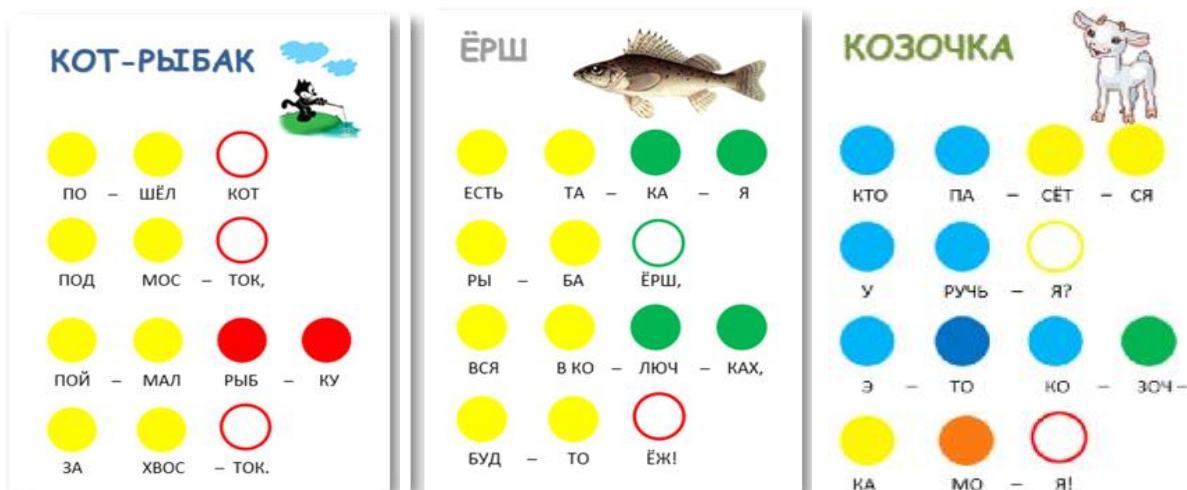 КОТ-РЫБАК
ПО – ШЁЛ КОТ
ПОД МОС – ТОК,
ПОЙ – МАЛ РЫБ – КУ
ЗА ХВОС – ТОК.
ЁРШ
ЕСТЬ ТА – КА – Я
РЫ – БА ЁРШ,
ВСЯ В КО – ЛЮЧ – КАХ,
БУД – ТО ЁЖ!
КОЗОЧКА
КТО ПА – СЁТ – СЯ
У РУЧЬ – Я?
Э – ТО КО – ЗОЧ –
КА МО – Я!